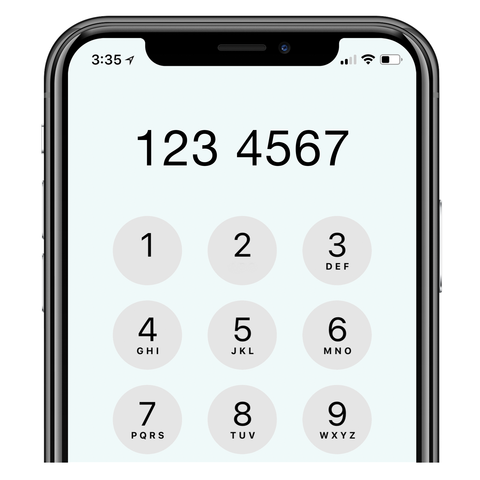 3:35
123 4567
1 2 3
DEF
4 5 6
GHI JKL MNO
7 8 9
PQRS TUV WXYZ